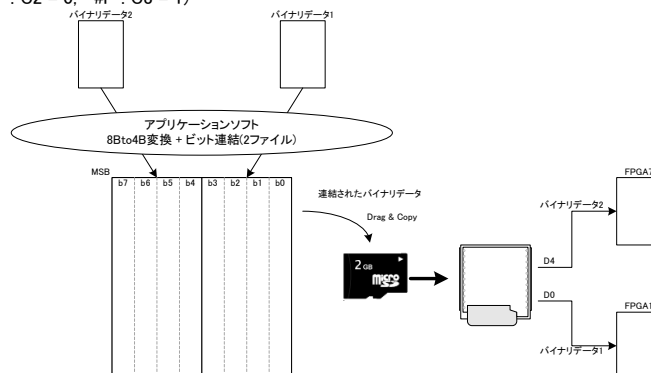 バイナリデータ2
バイナリデータ1
アプリケーションソフト
8Bto4B変換 + ビット連結(2ファイル)
MSB
b7 b6 b5 b4 b3 b2 b1 b0
連結されたバイナリデータ
Drag & Copy
2 GB
micro SD
FPGA7
バイナリデータ2
D4
D0
FPGA1
バイナリデータ1